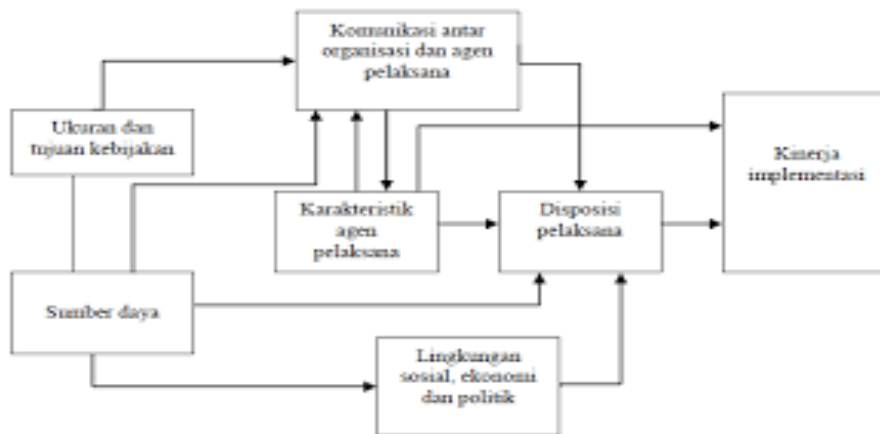 Komunikasi antar
organisasi dan agen
pelaksana
Ukuran dan
tujuan kebijakan
Kinerja
implementasi
Karakteristik
agen
pelaksana
Disposisi
pelaksana
Sumber daya
Lingkungan
sosial, ekonomi
dan politik